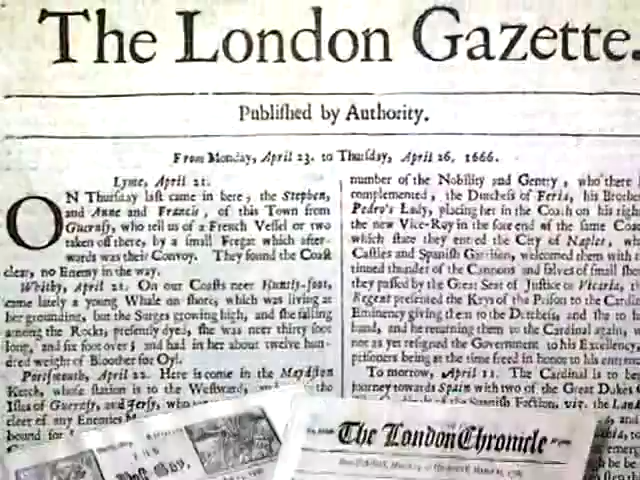 The London Gazette.
Publiſhed by Authority.
From Monday, April 23. to Thurſday, April 26, 1666.
Lyme, April 21.
ON Thurſday laſt came in here, the Stephen,
and Anne and Francis, of this Town from
Guernſy, who tell us of a French Veſſel or two
taken off there, by a ſmall Fregat which after-
wards was their Convoy. They found the Coaſt
clear, no Enemy in the way.
Whitby, April 21. On our Coaſts neer
came lately a young Whale on ſhore, which was living at
her grounding, but the Surges growing high, and ſhe falling
among the Rocks, preſently dyed, ſhe was neer thirty foot
long, and ſix foot over; and had in her about twelve hun-
dred weight of Bloother for Oyl.
Portſmouth, April 22. Here is come in the Maydſton
Ketch, whoſe ſtation is to the Weſtward, the
Iſles of Guernſy, and Jerſy, who
cleer of any Enemies
bound for
number of the Nobility and Gentry, who there
complemented, the Dutcheſs of Feria, his Brother
Pedro's Lady, placing her in the Coach on his right
the new Vice-Roy in the fore end of the ſame Coach
which ſtate they entred the City of Naples,
Caſtles and Spaniſh Garriſon, welcomed them with
tinued thunder of the Cannons and ſalves of ſmall ſho
they paſſed by the Great Seat of Juſtice or Vicaria,
Regent preſented the Keys of the Priſon to the Cardi
Eminency giving them to the Dutcheſs, and ſhe to
hand, and he returning them to the Cardinal again,
not as yet reſigned the Government to his Excellency,
priſoners being at the time freed in honor to his
To morrow, April 11. The Cardinal is to be
journey towards Spain with two of the Great Dukes
of the Spaniſh Faction, viz. the
The London Chronicle